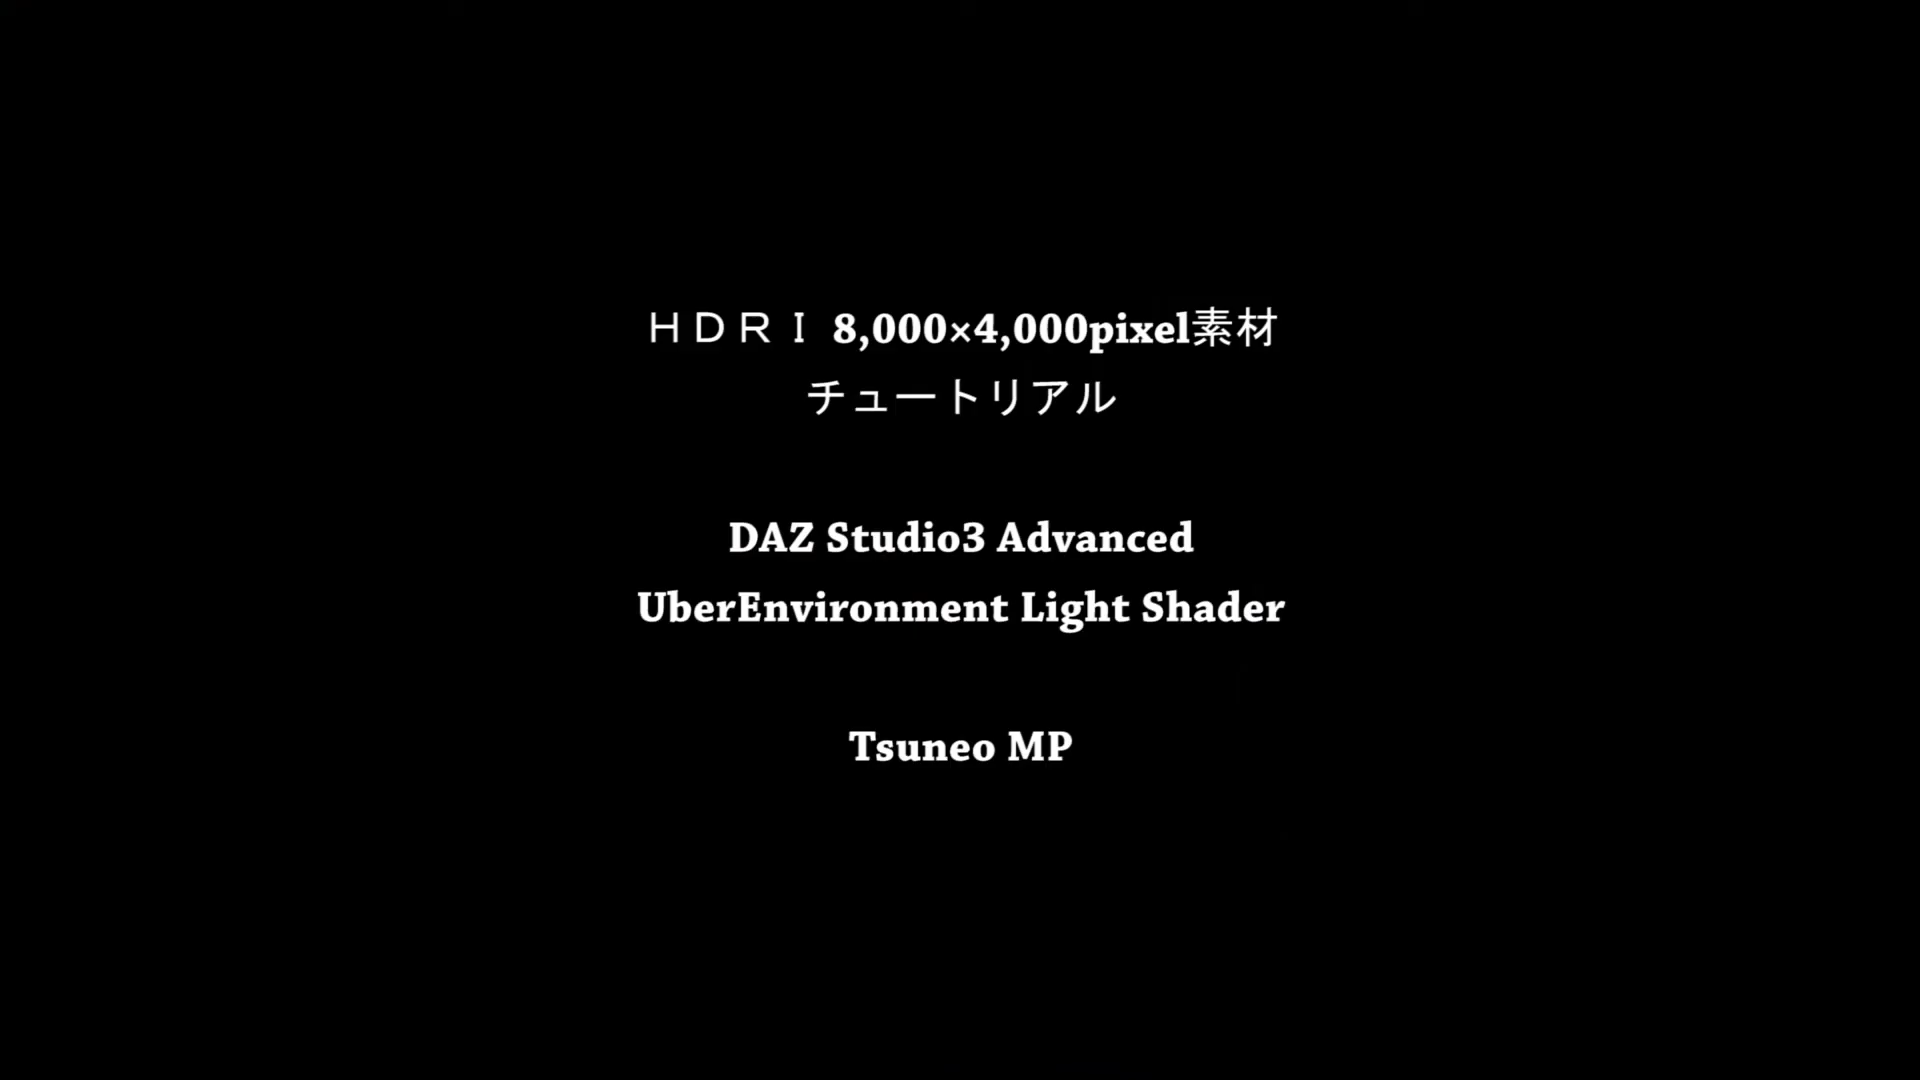 ＨＤＲＩ 8,000×4,000pixel素材
チュートリアル
DAZ Studio3 Advanced
UberEnvironment Light Shader
Tsuneo MP